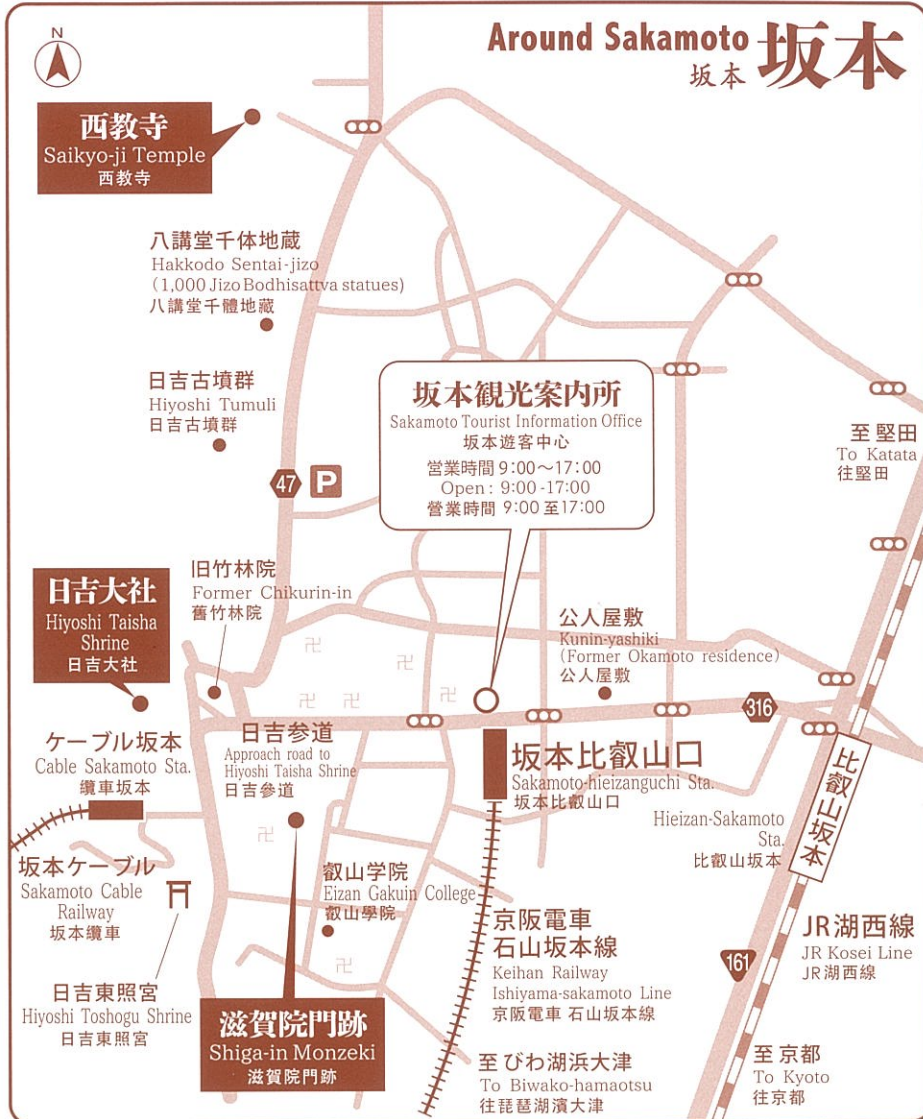 N
Around Sakamoto 坂本
坂本
西教寺
Saikyo-ji Temple
西教寺
八講堂千体地蔵
Hakkodo Sentai-jizo
(1,000 Jizo Bodhisattva statues)
八講堂千體地藏
日吉古墳群
Hiyoshi Tumuli
日吉古墳群
47
P
坂本観光案内所
Sakamoto Tourist Information Office
坂本遊客中心
営業時間 9:00～17:00
Open: 9:00-17:00
營業時間 9:00 至17:00
至 堅田
To Katata
往堅田
日吉大社
Hiyoshi Taisha
Shrine
日吉大社
旧竹林院
Former Chikurin-in
舊竹林院
公人屋敷
Kunin-yashiki
(Former Okamoto residence)
公人屋敷
316
ケーブル坂本
Cable Sakamoto Sta.
纜車坂本
日吉参道
Approach road to
Hiyoshi Taisha Shrine
日吉參道
坂本比叡山口
Sakamoto-hieizanguchi Sta.
坂本比叡山口
比叡山坂本
Hieizan-Sakamoto
Sta.
比叡山坂本
坂本ケーブル
Sakamoto Cable
Railway
坂本纜車
叡山学院
Eizan Gakuin College
叡山學院
京阪電車
石山坂本線
Keihan Railway
Ishiyama-sakamoto Line
京阪電車 石山坂本線
161
JR湖西線
JR Kosei Line
JR湖西線
日吉東照宮
Hiyoshi Toshogu Shrine
日吉東照宮
滋賀院門跡
Shiga-in Monzeki
滋賀院門跡
至 びわ湖浜大津
To Biwako-hamaotsu
往琵琶湖濱大津
至 京都
To Kyoto
往京都